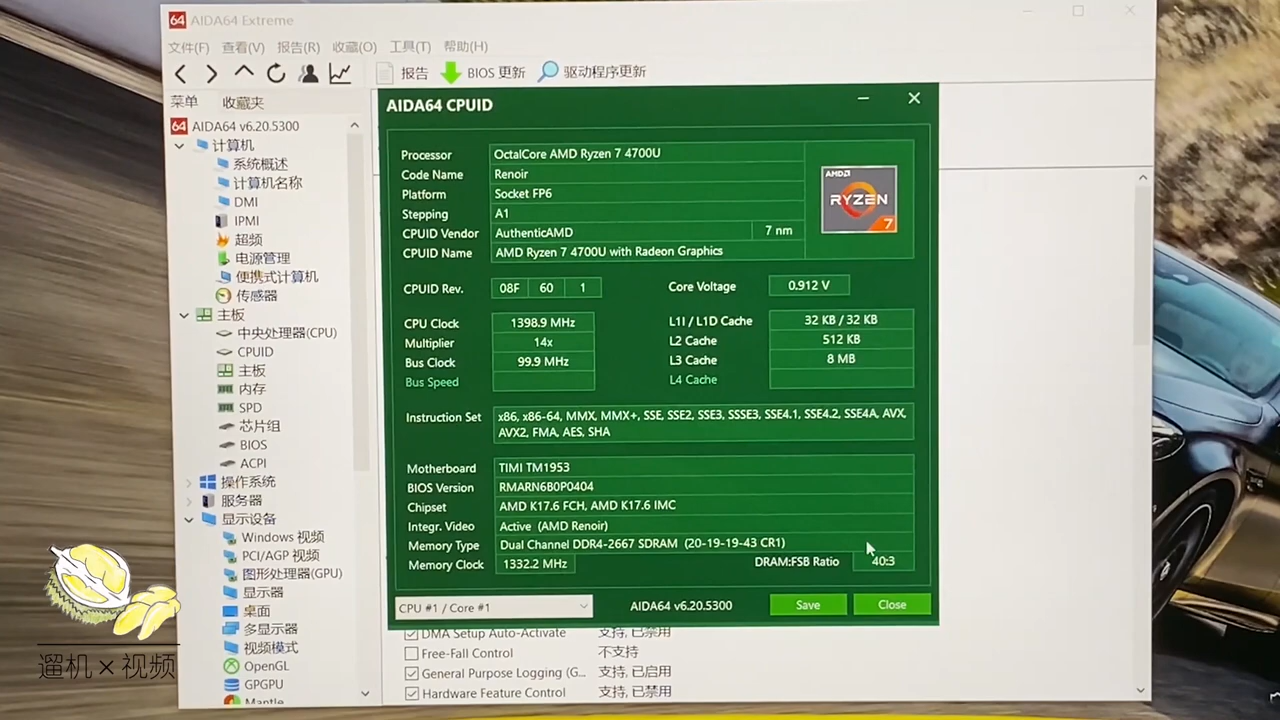 64 AIDA64 Extreme
文件(F) 查看(V) 报告(R) 收藏(O) 工具(T) 帮助(H)
报告 BIOS 更新 驱动程序更新
菜单 收藏夹
64 AIDA64 v6.20.5300
计算机
系统概述
计算机名称
DMI
IPMI
超频
电源管理
便携式计算机
传感器
主板
中央处理器(CPU)
CPUID
主板
内存
SPD
芯片组
BIOS
ACPI
操作系统
服务器
显示设备
Windows 视频
PCI/AGP 视频
图形处理器(GPU)
显示器
桌面
多显示器
视频模式
OpenGL
GPGPU
Mantle
AIDA64 CPUID
Processor OctalCore AMD Ryzen 7 4700U
Code Name Renoir
Platform Socket FP6
Stepping A1
CPUID Vendor AuthenticAMD 7 nm
CPUID Name AMD Ryzen 7 4700U with Radeon Graphics
AMD
RYZEN
7
CPUID Rev. 08F 60 1 Core Voltage 0.912 V
CPU Clock 1398.9 MHz L1I / L1D Cache 32 KB / 32 KB
Multiplier 14x L2 Cache 512 KB
Bus Clock 99.9 MHz L3 Cache 8 MB
Bus Speed L4 Cache
Instruction Set x86, x86-64, MMX, MMX+, SSE, SSE2, SSE3, SSSE3, SSE4.1, SSE4.2, SSE4A, AVX,
AVX2, FMA, AES, SHA
Motherboard TIMI TM1953
BIOS Version RMARN6B0P0404
Chipset AMD K17.6 FCH, AMD K17.6 IMC
Integr. Video Active (AMD Renoir)
Memory Type Dual Channel DDR4-2667 SDRAM (20-19-19-43 CR1)
Memory Clock 1332.2 MHz DRAM:FSB Ratio 40:3
CPU #1 / Core #1 AIDA64 v6.20.5300 Save Close
DMA Setup Auto-Activate 支持, 已禁用
Free-Fall Control 不支持
General Purpose Logging (G... 支持, 已启用
Hardware Feature Control 支持, 已禁用
遛机×视频